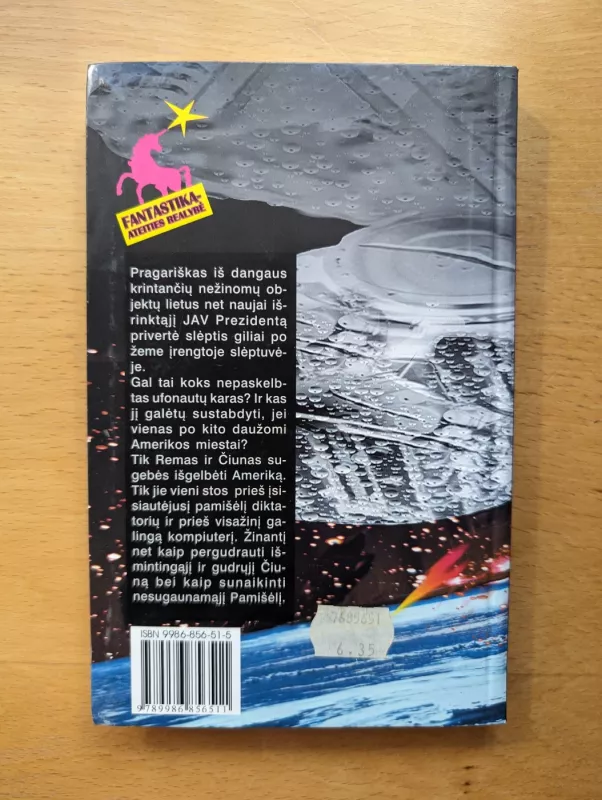 FANTASTIKA-
ATEITIES REALYBĖ
Pragariškas iš dangaus
krintančių nežinomų ob-
jektų lietus net naujai iš-
rinktąjį JAV Prezidentą
privertė slėptis giliai po
žeme įrengtoje slėptuvė-
je.
Gal tai koks nepaskelb-
tas ufonautų karas? Ir kas
jį galėtų sustabdyti, jei
vienas po kito daužomi
Amerikos miestai?
Tik Remas ir Čiunas su-
gebės išgelbėti Ameriką.
Tik jie vieni stos prieš įsi-
siautėjusį pamišėlį dikta-
torių ir prieš visažinį ga-
lingą kompiuterį. Žinantį
net kaip pergudrauti iš-
mintingąjį ir gudrųjį Čiu-
ną bei kaip sunaikinti
nesugaunamąjį Pamišėlį.
ISBN 9986-856-51-5
9789986856511
6.35